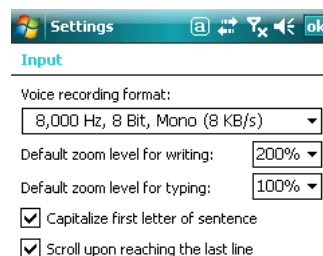 Settings a ok
Input
Voice recording format:
8,000 Hz, 8 Bit, Mono (8 KB/s)
Default zoom level for writing: 200%
Default zoom level for typing: 100%
Capitalize first letter of sentence
Scroll upon reaching the last line